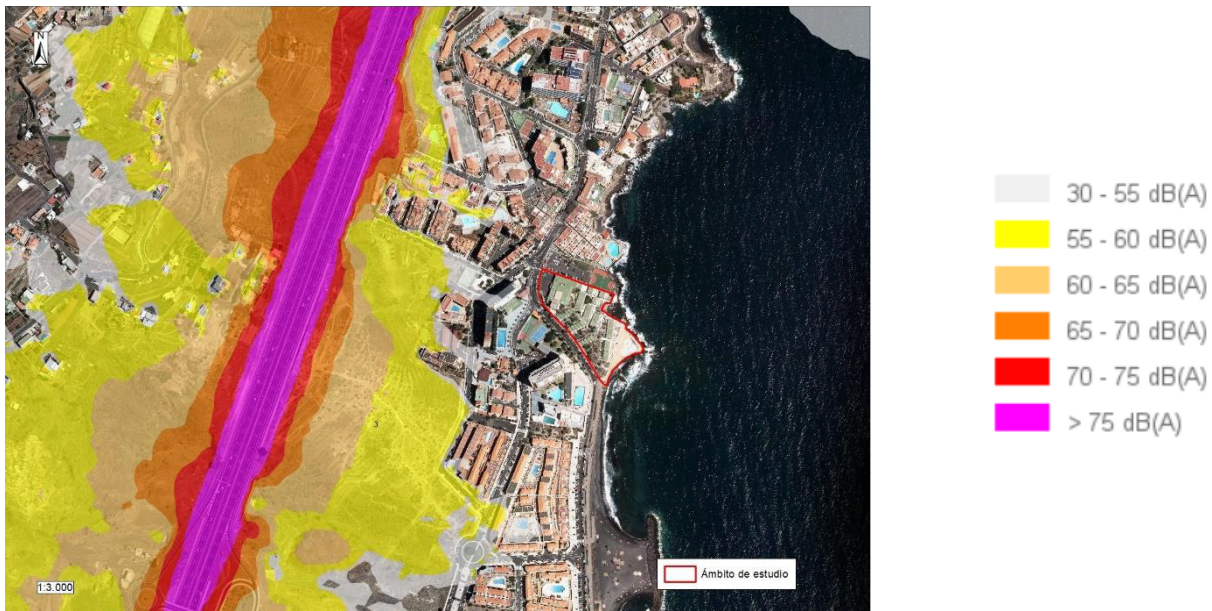 1:3.000
Ámbito de estudio
30 - 55 dB(A)
55 - 60 dB(A)
60 - 65 dB(A)
65 - 70 dB(A)
70 - 75 dB(A)
> 75 dB(A)